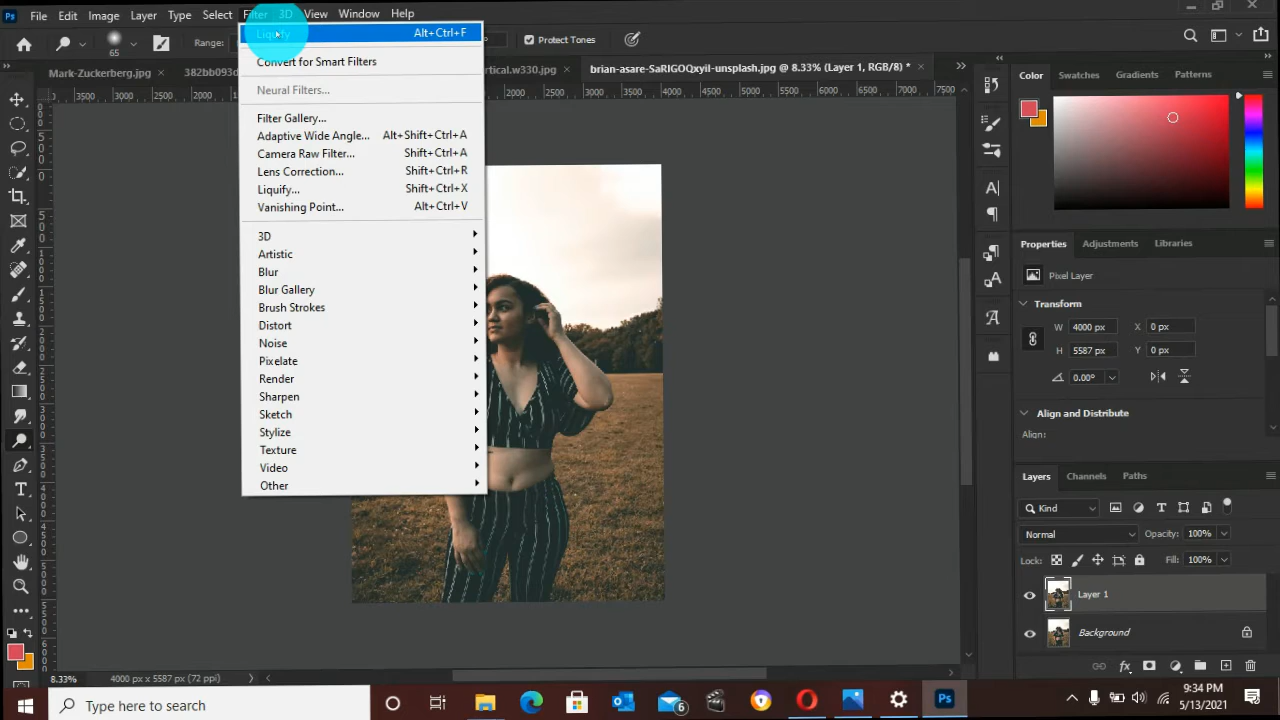 Ps File Edit Image Layer Type Select Filter 3D View Window Help
65 Range: Protect Tones
Mark-Zuckerberg.jpg × 382bb093d rtical.w330.jpg × brian-asare-SaRIGOQxyiI-unsplash.jpg @ 8.33% (Layer 1, RGB/8) * ×
Liquify Alt+Ctrl+F
Convert for Smart Filters
Neural Filters...
Filter Gallery...
Adaptive Wide Angle... Alt+Shift+Ctrl+A
Camera Raw Filter... Shift+Ctrl+A
Lens Correction... Shift+Ctrl+R
Liquify... Shift+Ctrl+X
Vanishing Point... Alt+Ctrl+V
3D
Artistic
Blur
Blur Gallery
Brush Strokes
Distort
Noise
Pixelate
Render
Sharpen
Sketch
Stylize
Texture
Video
Other
3500 3000 2500 2000 2000 2500 3000 3500 4000 4500 5000 5500 6000 6500 7000 7500
Color Swatches Gradients Patterns
Properties Adjustments Libraries
Pixel Layer
Transform
W 4000 px X 0 px
H 5587 px Y 0 px
0.00°
Align and Distribute
Align:
Layers Channels Paths
Kind
Normal Opacity: 100%
Lock: Fill: 100%
Layer 1
Background
fx
8.33% 4000 px x 5587 px (72 ppi)
Type here to search
6
Ps
9:34 PM
5/13/2021